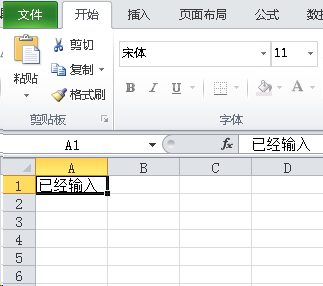 文件 开始 插入 页面布局 公式
剪切
复制
粘贴 格式刷
宋体 11
B I U A
剪贴板 字体
A1 fx 已经输入
A B C D
1 已经输入
2
3
4
5
6